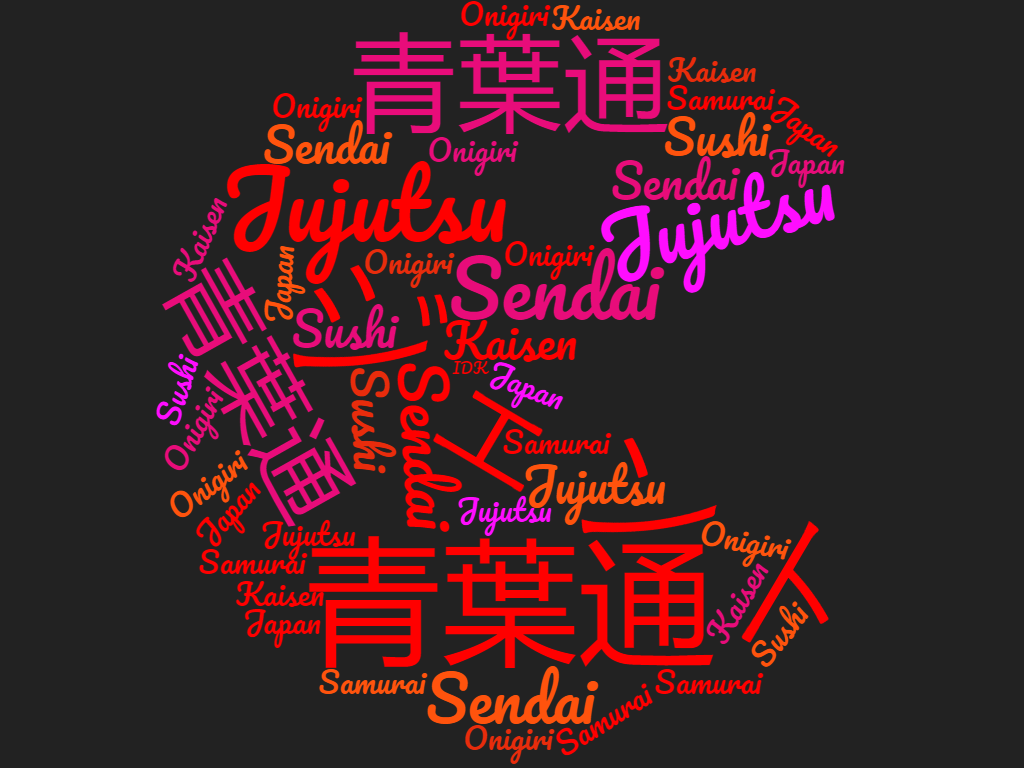 Onigiri
Kaisen
青葉通
Kaisen
Samurai
Japan
Onigiri
Sushi
Sendai
Onigiri
Japan
Sendai
Jujutsu
Jujutsu
Kaisen
Onigiri
Onigiri
Japan
Sendai
Sushi
Kaisen
青葉通
IDK
Japan
Sushi
Sushi
Sendai
Onigiri
Samurai
エ
Jujutsu
Onigiri
Japan
Jujutsu
Jujutsu
Onigiri
Samurai
青葉通
Kaisen
Kaisen
Japan
Sushi
Samurai
Sendai
Samurai
Samurai
Onigiri